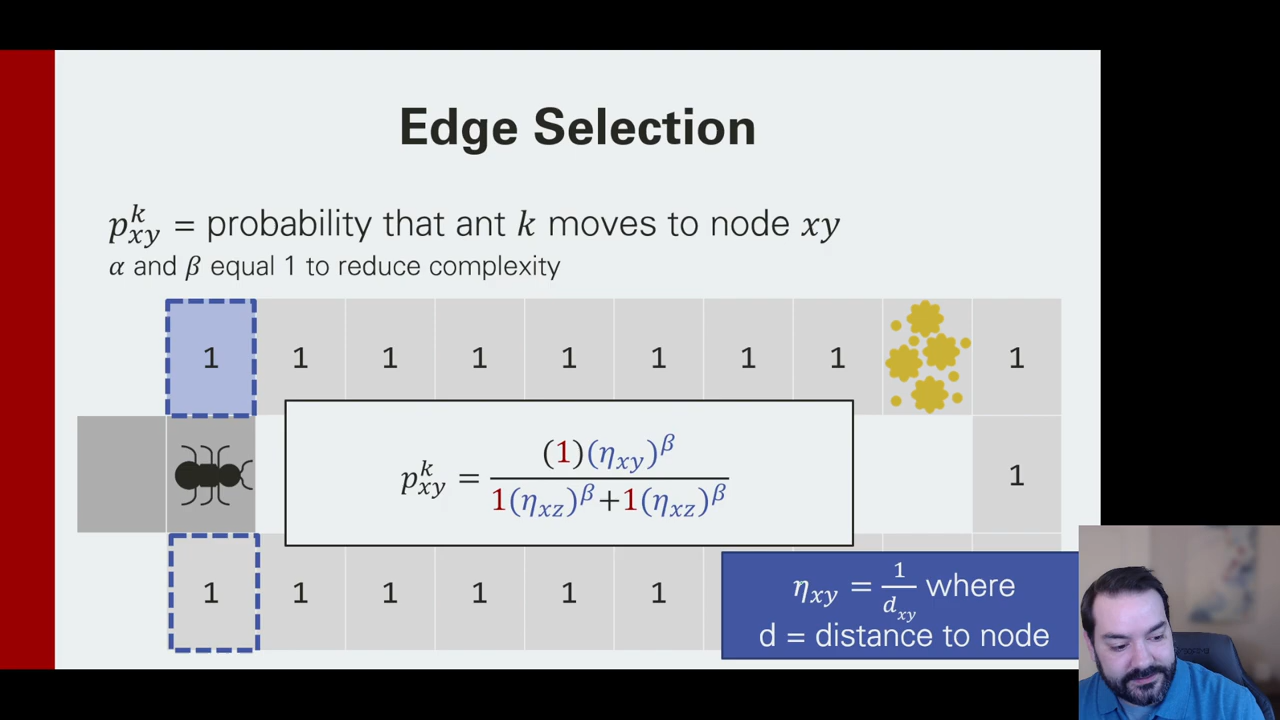 Edge Selection
p^k_xy = probability that ant k moves to node xy
α and β equal 1 to reduce complexity
1 1 1 1 1 1 1 1 1
1
p^k_xy = (1)(η_xy)^β / 1(η_xz)^β+1(η_xz)^β
1 1 1 1 1 1
η_xy = 1/d_xy where
d = distance to node